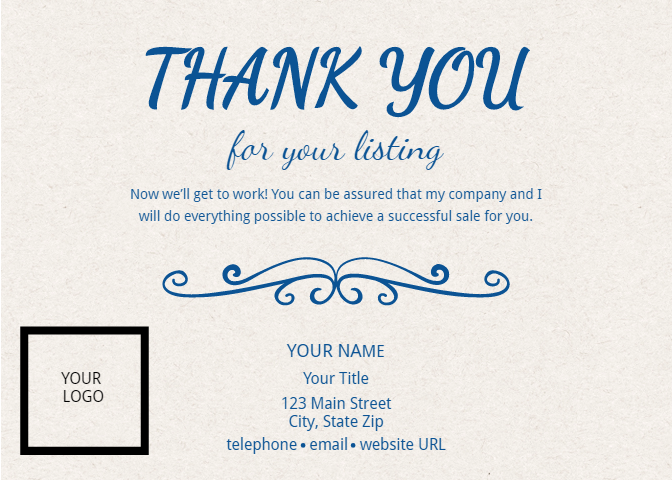 THANK YOU
for your listing
Now we’ll get to work! You can be assured that my company and I
will do everything possible to achieve a successful sale for you.
YOUR LOGO
YOUR NAME
Your Title
123 Main Street
City, State Zip
telephone • email • website URL